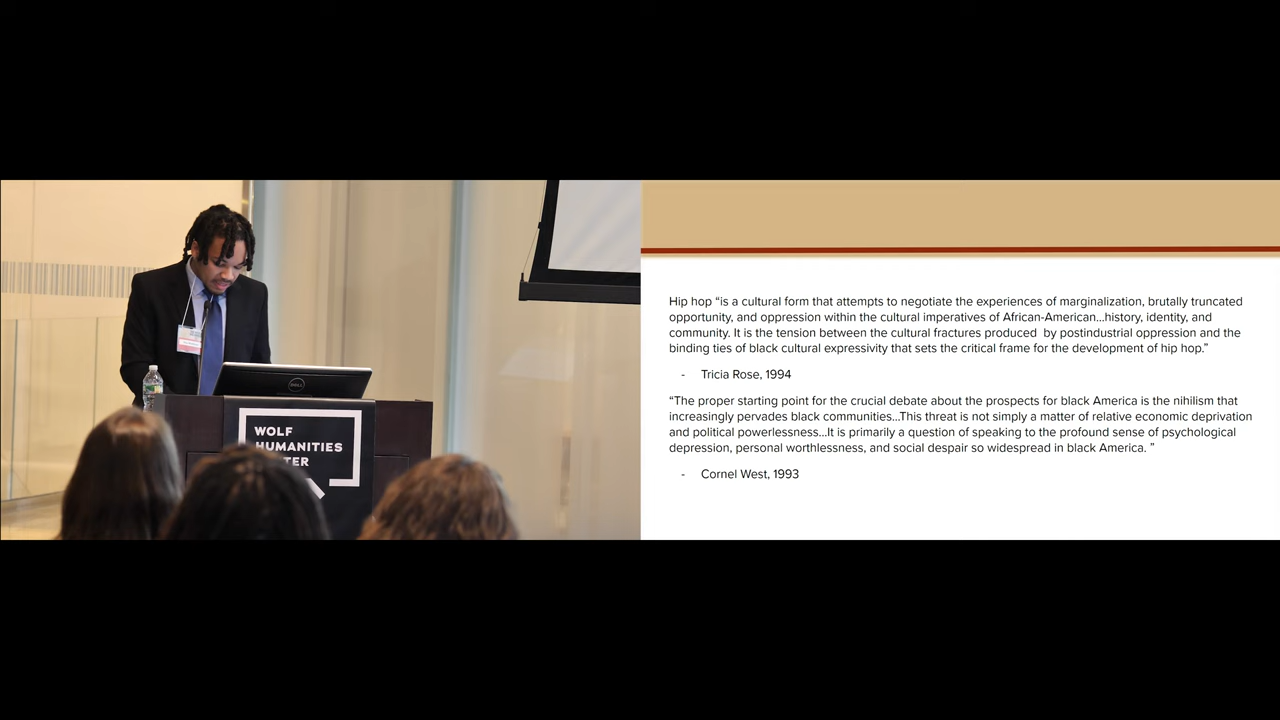 DELL
WOLF
HUMANITIES
Hip hop “is a cultural form that attempts to negotiate the experiences of marginalization, brutally truncated
opportunity, and oppression within the cultural imperatives of African-American...history, identity, and
community. It is the tension between the cultural fractures produced  by postindustrial oppression and the
binding ties of black cultural expressivity that sets the critical frame for the development of hip hop.”
- Tricia Rose, 1994
“The proper starting point for the crucial debate about the prospects for black America is the nihilism that
increasingly pervades black communities...This threat is not simply a matter of relative economic deprivation
and political powerlessness...It is primarily a question of speaking to the profound sense of psychological
depression, personal worthlessness, and social despair so widespread in black America. ”
- Cornel West, 1993